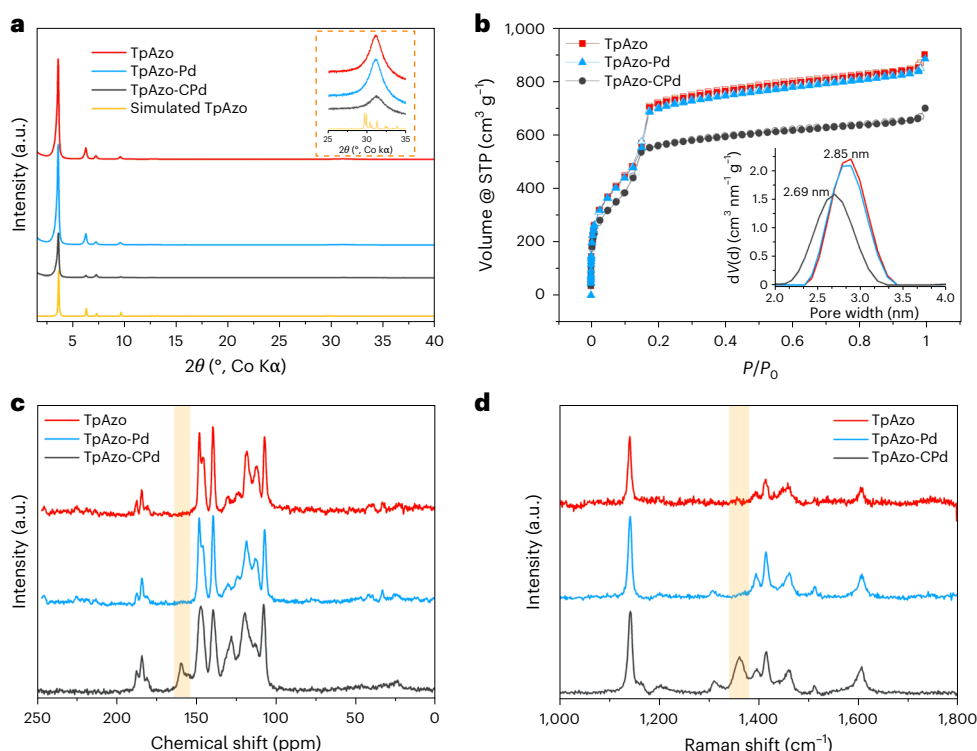 a
TpAzo
TpAzo-Pd
TpAzo-CPd
Simulated TpAzo
25 30 35
2θ (°, Co Kα)
Intensity (a.u.)
5 10 15 20 25 30 35 40
2θ (°, Co Kα)
b
TpAzo
TpAzo-Pd
TpAzo-CPd
Volume @ STP (cm³ g⁻¹)
1,000
800
600
400
200
0
0 0.2 0.4 0.6 0.8 1
P/P₀
2.85 nm
2.69 nm
dV(d) (cm³ nm⁻¹ g⁻¹)
2.0
1.5
1.0
0.5
0
2.0 2.5 3.0 3.5 4.0
Pore width (nm)
c
TpAzo
TpAzo-Pd
TpAzo-CPd
Intensity (a.u.)
250 200 150 100 50 0
Chemical shift (ppm)
d
TpAzo
TpAzo-Pd
TpAzo-CPd
Intensity (a.u.)
1,000 1,200 1,400 1,600 1,800
Raman shift (cm⁻¹)